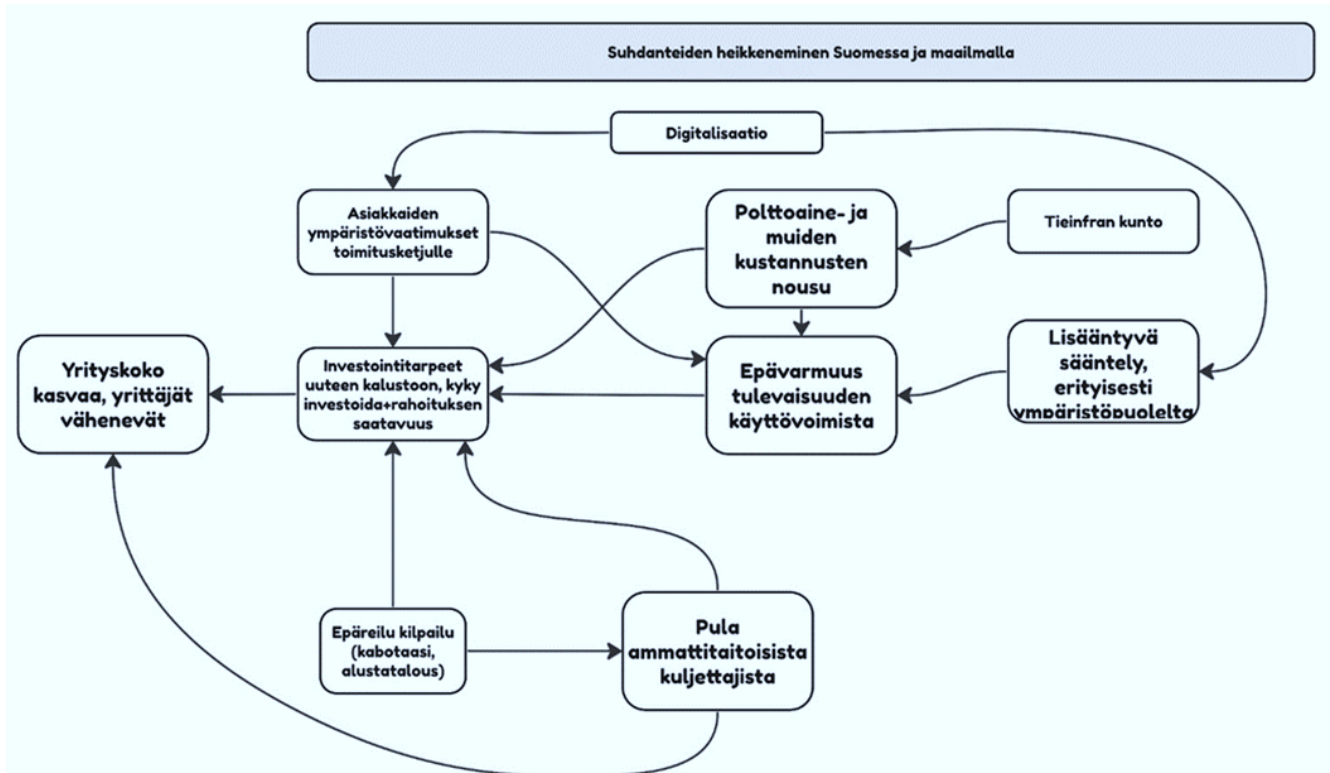 Suhdanteiden heikkeneminen Suomessa ja maailmalla
Digitalisaatio
Asiakkaiden
ympäristövaatimukset
toimitusketjulle
Polttoaine- ja
muiden
kustannusten
nousu
Tieinfran kunto
Yrityskoko
kasvaa, yrittäjät
vähenevät
Investointitarpeet
uuteen kalustoon, kyky
investoida+rahoituksen
saatavuus
Epävarmuus
tulevaisuuden
käyttövoimista
Lisääntyvä
sääntely,
erityisesti
ympäristöpuolelta
Epäreilu kilpailu
(kabotaasi,
alustatalous)
Pula
ammattitaitoisista
kuljettajista